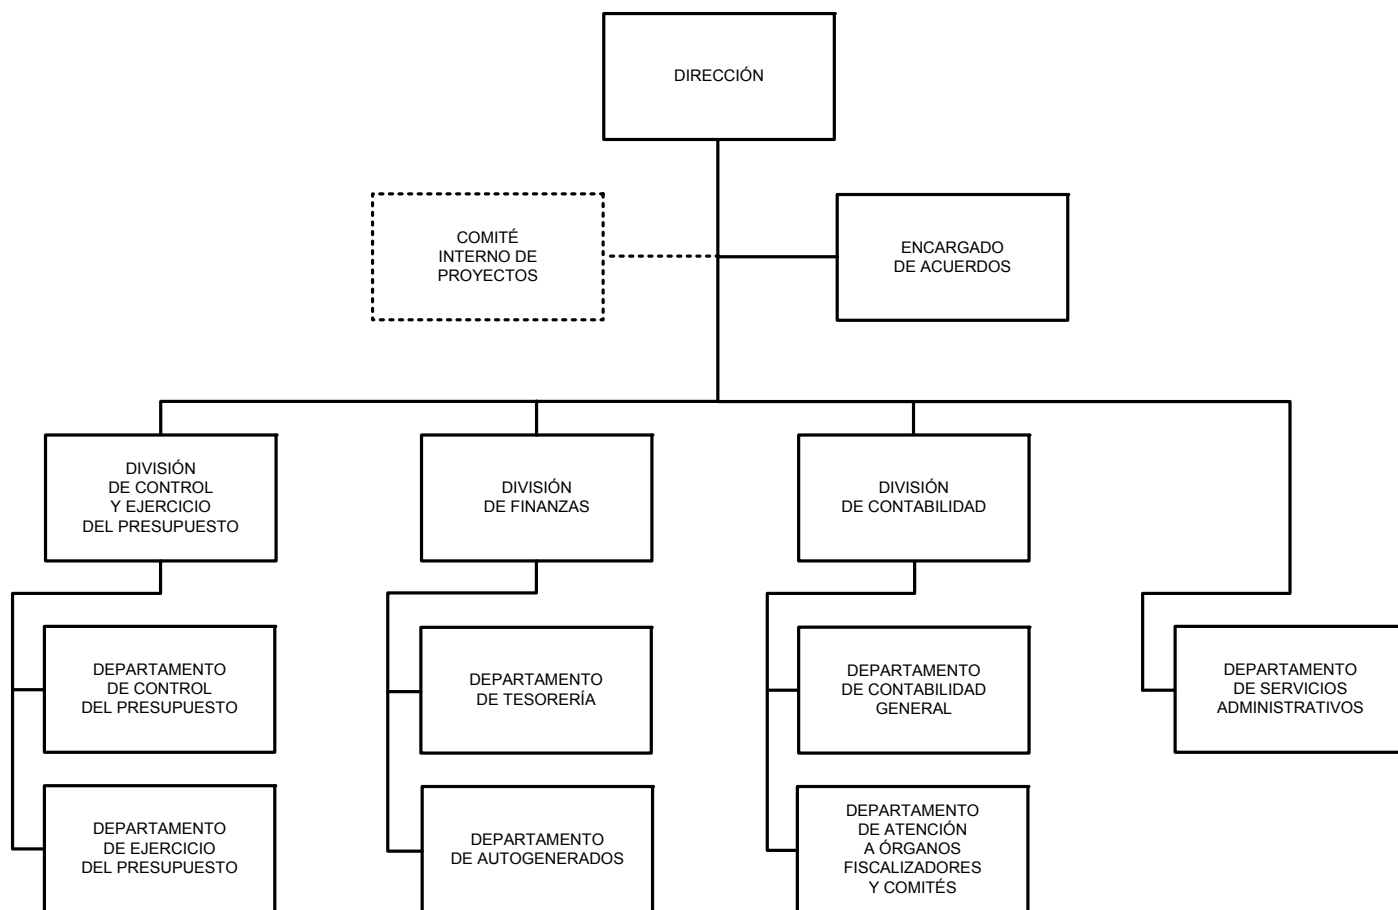 DIRECCIÓN
COMITÉ
INTERNO DE
PROYECTOS
ENCARGADO
DE ACUERDOS
DIVISIÓN
DE CONTROL
Y EJERCICIO
DEL PRESUPUESTO
DIVISIÓN
DE FINANZAS
DIVISIÓN
DE CONTABILIDAD
DEPARTAMENTO
DE CONTROL
DEL PRESUPUESTO
DEPARTAMENTO
DE TESORERÍA
DEPARTAMENTO
DE CONTABILIDAD
GENERAL
DEPARTAMENTO
DE SERVICIOS
ADMINISTRATIVOS
DEPARTAMENTO
DE EJERCICIO
DEL PRESUPUESTO
DEPARTAMENTO
DE AUTOGENERADOS
DEPARTAMENTO
DE ATENCIÓN
A ÓRGANOS
FISCALIZADORES
Y COMITÉS